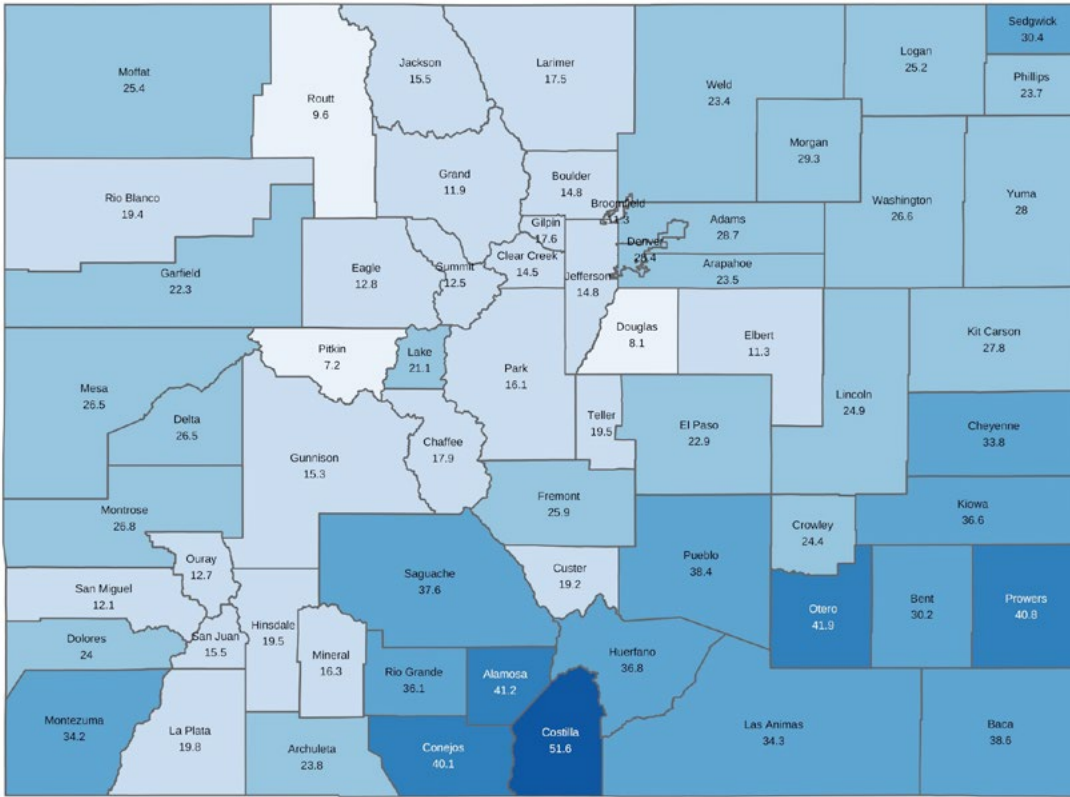 Sedgwick
30.4
Jackson
15.5
Larimer
17.5
Logan
25.2
Moffat
25.4
Phillips
23.7
Weld
23.4
Routt
9.6
Morgan
29.3
Grand
11.9
Boulder
14.8
Rio Blanco
19.4
Washington
26.6
Yuma
28
Broomfield
11.3
Gilpin
17.6
Adams
28.7
Denver
Clear Creek
14.5
Arapahoe
23.5
Garfield
22.3
Eagle
12.8
Summit
12.5
Jefferson
14.8
Douglas
8.1
Elbert
11.3
Kit Carson
27.8
Pitkin
7.2
Lake
21.1
Park
16.1
Mesa
26.5
Lincoln
24.9
Teller
19.5
Delta
26.5
El Paso
22.9
Cheyenne
33.8
Chaffee
17.9
Gunnison
15.3
Fremont
25.9
Kiowa
36.6
Montrose
26.8
Crowley
24.4
Ouray
12.7
Pueblo
38.4
Saguache
37.6
Custer
19.2
San Miguel
12.1
Otero
41.9
Bent
30.2
Prowers
40.8
Hinsdale
19.5
Dolores
24
San Juan
15.5
Mineral
16.3
Huerfano
36.8
Rio Grande
36.1
Alamosa
41.2
Montezuma
34.2
La Plata
19.8
Las Animas
34.3
Baca
38.6
Costilla
51.6
Archuleta
23.8
Conejos
40.1